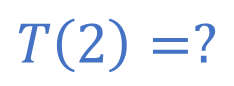 T(2) =?